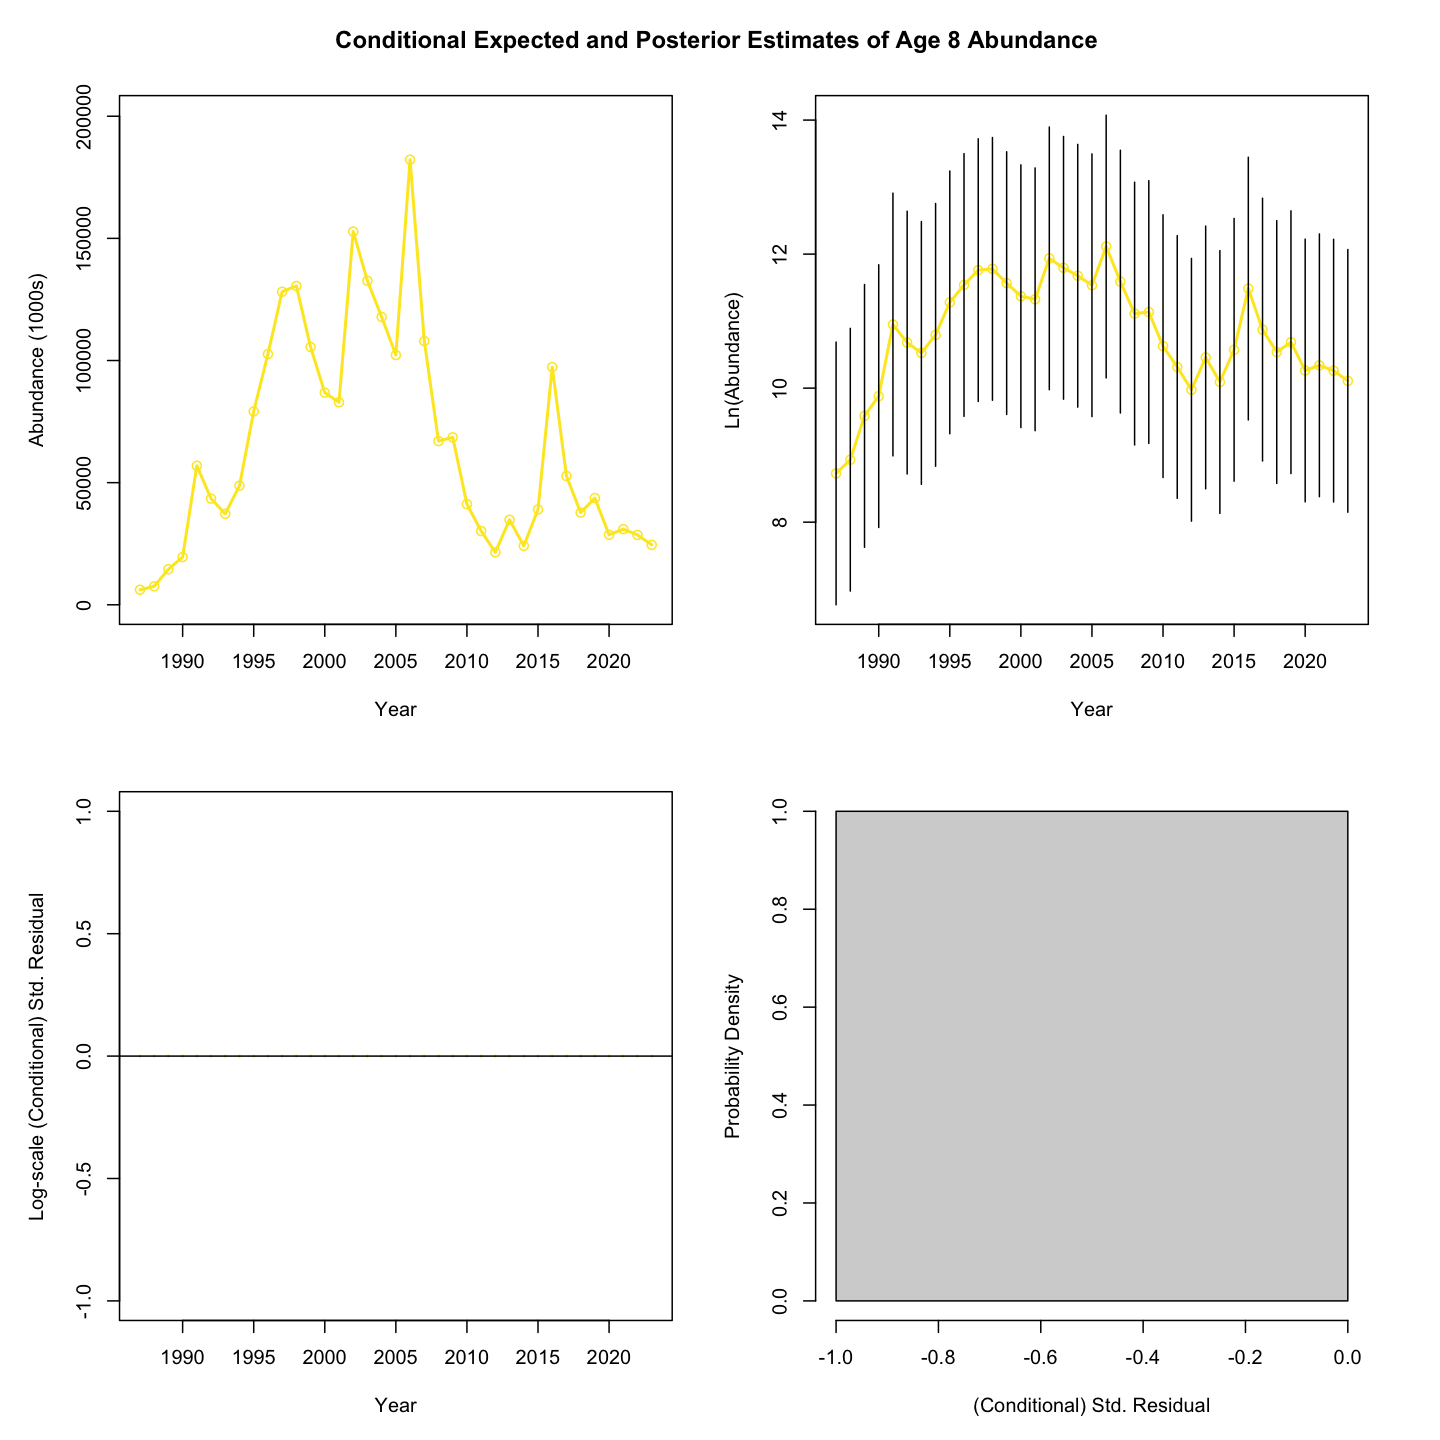 Conditional Expected and Posterior Estimates of Age 8 Abundance
Abundance (1000s)
200000
150000
100000
50000
0
1990 1995 2000 2005 2010 2015 2020
Year
Ln(Abundance)
14
12
10
8
1990 1995 2000 2005 2010 2015 2020
Year
Log-scale (Conditional) Std. Residual
1.0
0.5
0.0
-0.5
-1.0
1990 1995 2000 2005 2010 2015 2020
Year
Probability Density
1.0
0.8
0.6
0.4
0.2
0.0
-1.0 -0.8 -0.6 -0.4 -0.2 0.0
(Conditional) Std. Residual